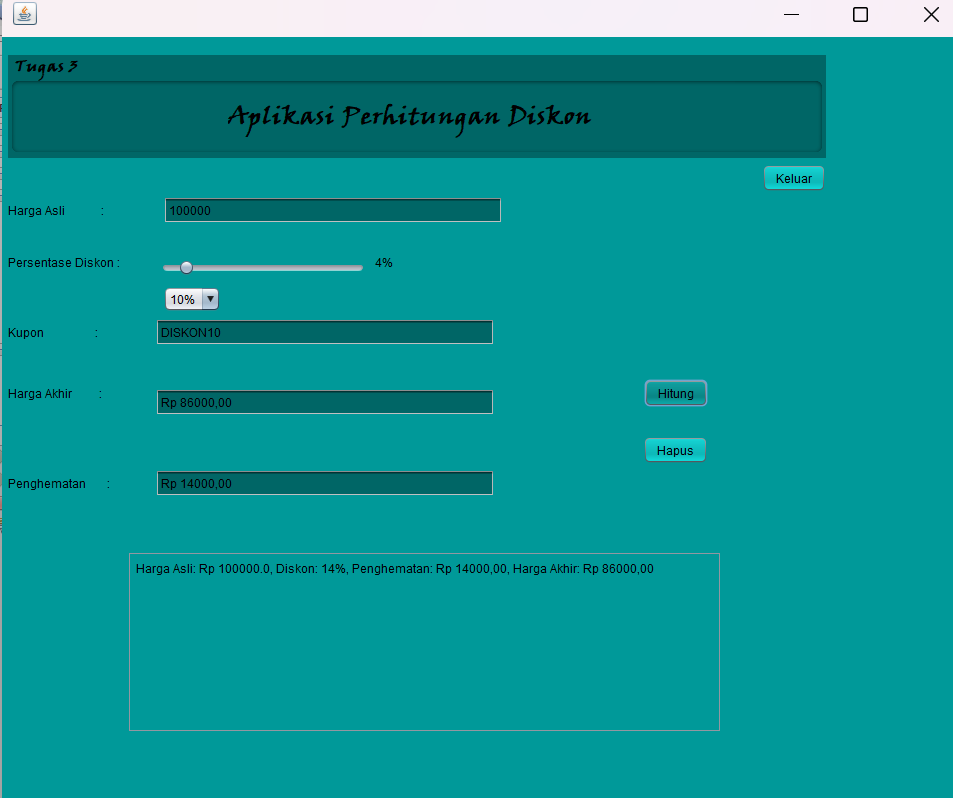 Tugas 3
Aplikasi Perhitungan Diskon
Keluar
Harga Asli : 100000
Persentase Diskon : 4%
10%
Kupon : DISKON10
Harga Akhir : Rp 86000,00
Hitung
Hapus
Penghematan : Rp 14000,00
Harga Asli: Rp 100000.0, Diskon: 14%, Penghematan: Rp 14000,00, Harga Akhir: Rp 86000,00